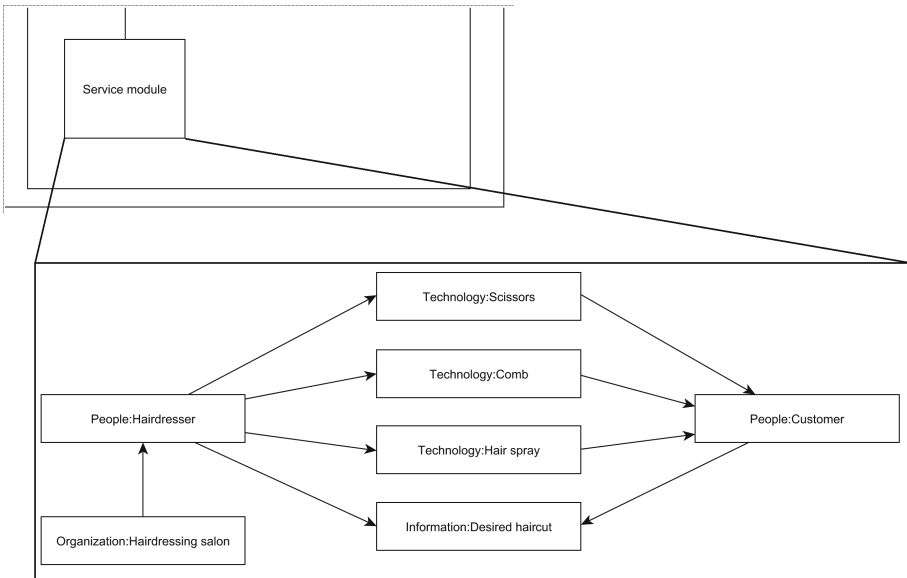 Service module
Technology:Scissors
Technology:Comb
People:Hairdresser
People:Customer
Technology:Hair spray
Information:Desired haircut
Organization:Hairdressing salon